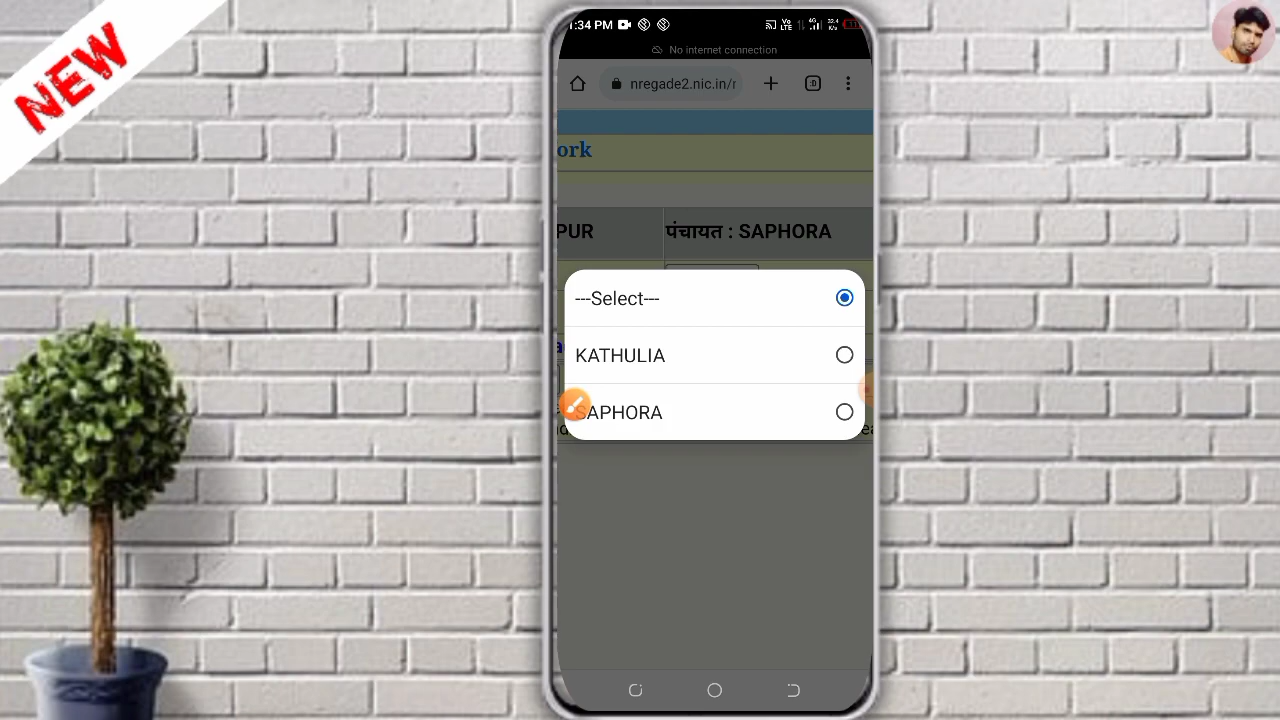 NEW
1:34 PM
No internet connection
nregade2.nic.in/r
ork
PUR
पंचायत : SAPHORA
---Select---
KATHULIA
SAPHORA